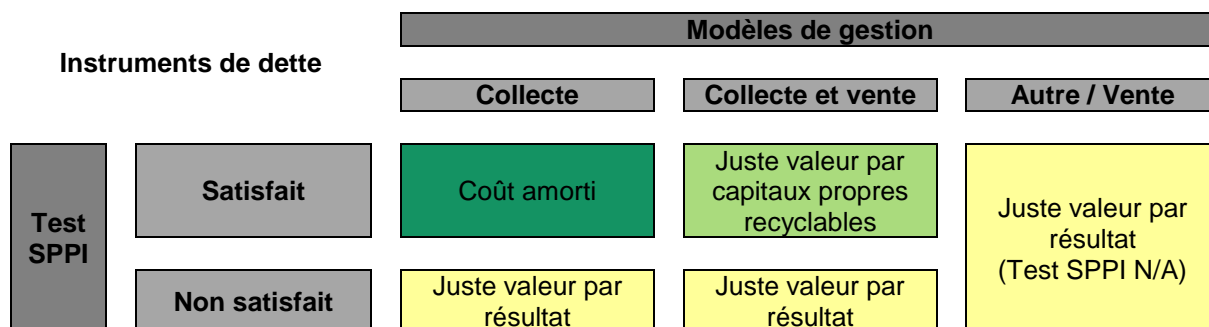 Modèles de gestion
Instruments de dette
Collecte
Collecte et vente
Autre / Vente
Test
SPPI
Satisfait
Coût amorti
Juste valeur par
capitaux propres
recyclables
Juste valeur par
résultat
(Test SPPI N/A)
Non satisfait
Juste valeur par
résultat
Juste valeur par
résultat